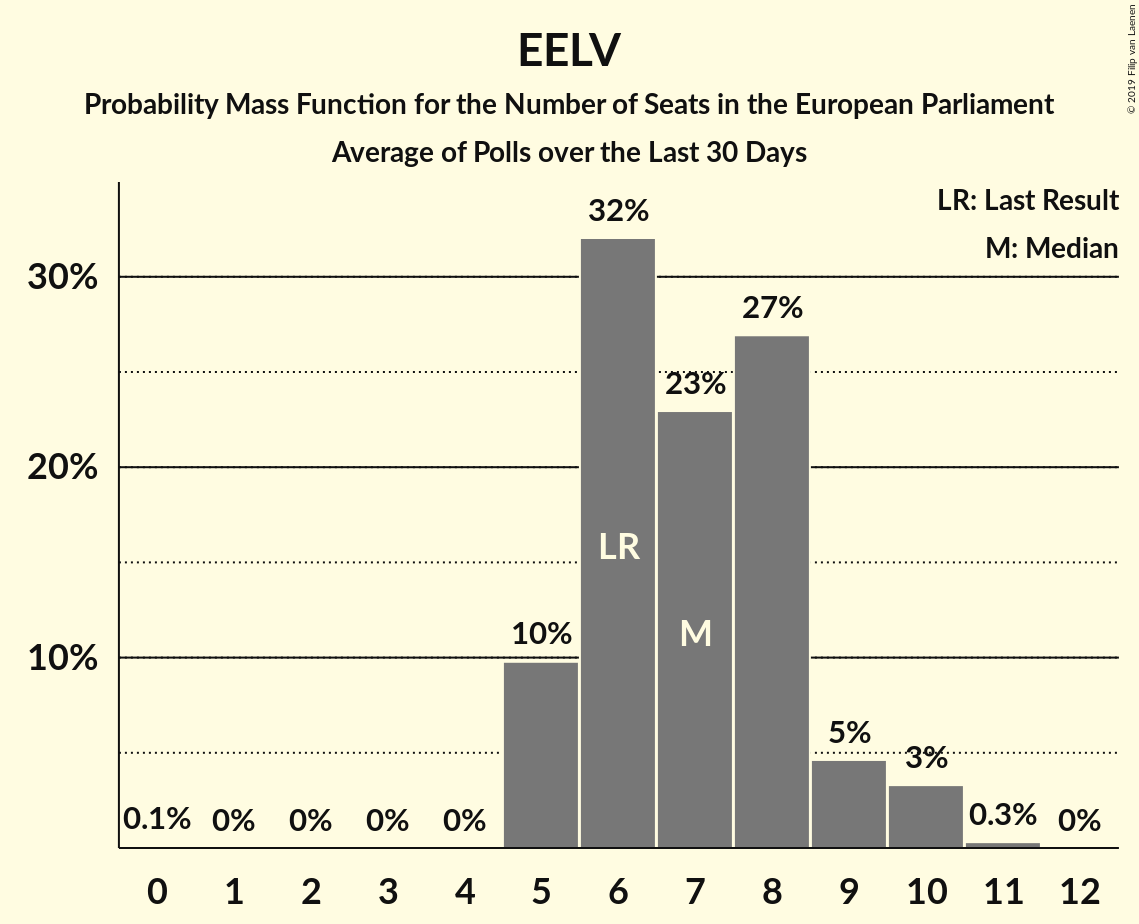 EELV
Probability Mass Function for the Number of Seats in the European Parliament
Average of Polls over the Last 30 Days
© 2019 Filip van Laenen
LR: Last Result
M: Median
32%
30%
27%
23%
20%
LR
M
10%
10%
5%
3%
0.1% 0% 0% 0% 0% 0.3% 0%
0 1 2 3 4 5 6 7 8 9 10 11 12